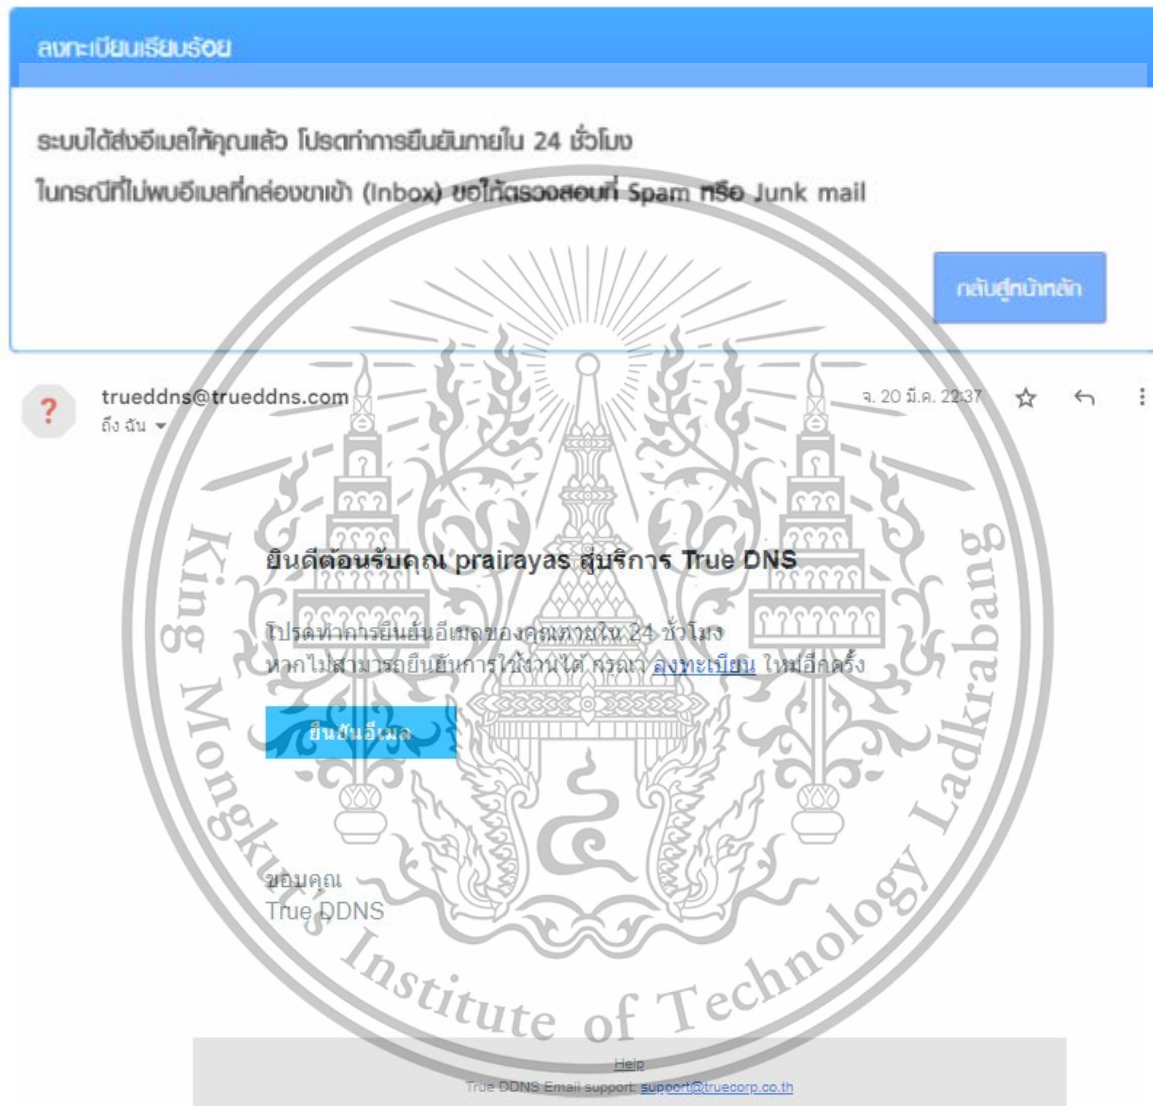 ลงทะเบียนเรียบร้อย
ระบบได้ส่งอีเมลให้คุณแล้ว โปรดทำการยืนยันภายใน 24 ชั่วโมง
ในกรณีที่ไม่พบอีเมลที่กล่องขาเข้า (Inbox) ขอให้ตรวจสอบที่ Spam หรือ Junk mail
กลับสู่หน้าหลัก
?
trueddns@trueddns.com
จ. 20 มี.ค. 22:37
ถึง ฉัน
ยินดีต้อนรับคุณ prairayas สู่บริการ True DNS
โปรดทำการยืนยันอีเมลของคุณภายใน 24 ชั่วโมง
หากไม่สามารถยืนยันการใช้งานได้ กรุณา ลงทะเบียน ใหม่อีกครั้ง
ยืนยันอีเมล
ขอบคุณ
True DDNS
King Mongkut's Institute of Technology Ladkrabang
Help
True DDNS Email support: support@truecorp.co.th